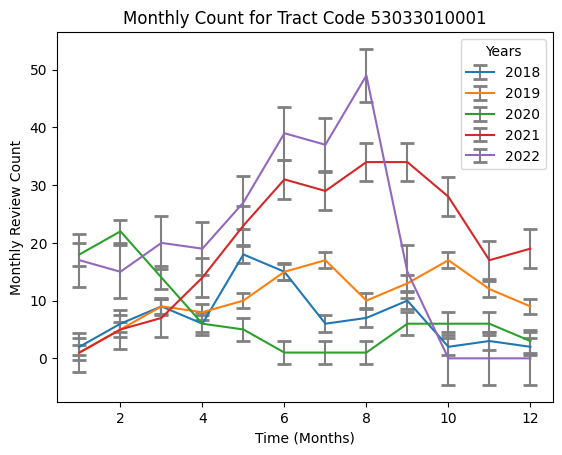 Monthly Count for Tract Code 53033010001
Years
2018
2019
2020
2021
2022
Monthly Review Count
50
40
30
20
10
0
2 4 6 8 10 12
Time (Months)